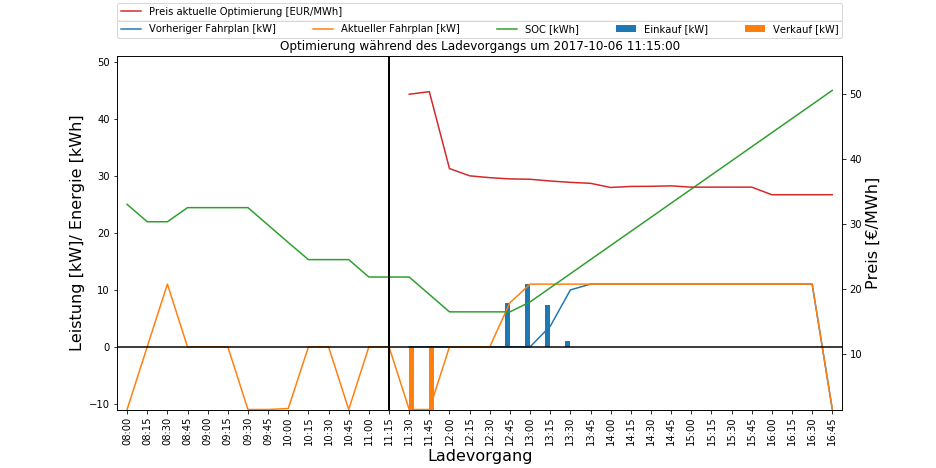 Preis aktuelle Optimierung [EUR/MWh]
Vorheriger Fahrplan [kW] Aktueller Fahrplan [kW] SOC [kWh] Einkauf [kW] Verkauf [kW]
Optimierung während des Ladevorgangs um 2017-10-06 11:15:00
Leistung [kW]/ Energie [kWh]
50
40
30
20
10
0
−10
50
40
30
20
10
Preis [€/MWh]
08:00 08:15 08:30 08:45 09:00 09:15 09:30 09:45 10:00 10:15 10:30 10:45 11:00 11:15 11:30 11:45 12:00 12:15 12:30 12:45 13:00 13:15 13:30 13:45 14:00 14:15 14:30 14:45 15:00 15:15 15:30 15:45 16:00 16:15 16:30 16:45
Ladevorgang